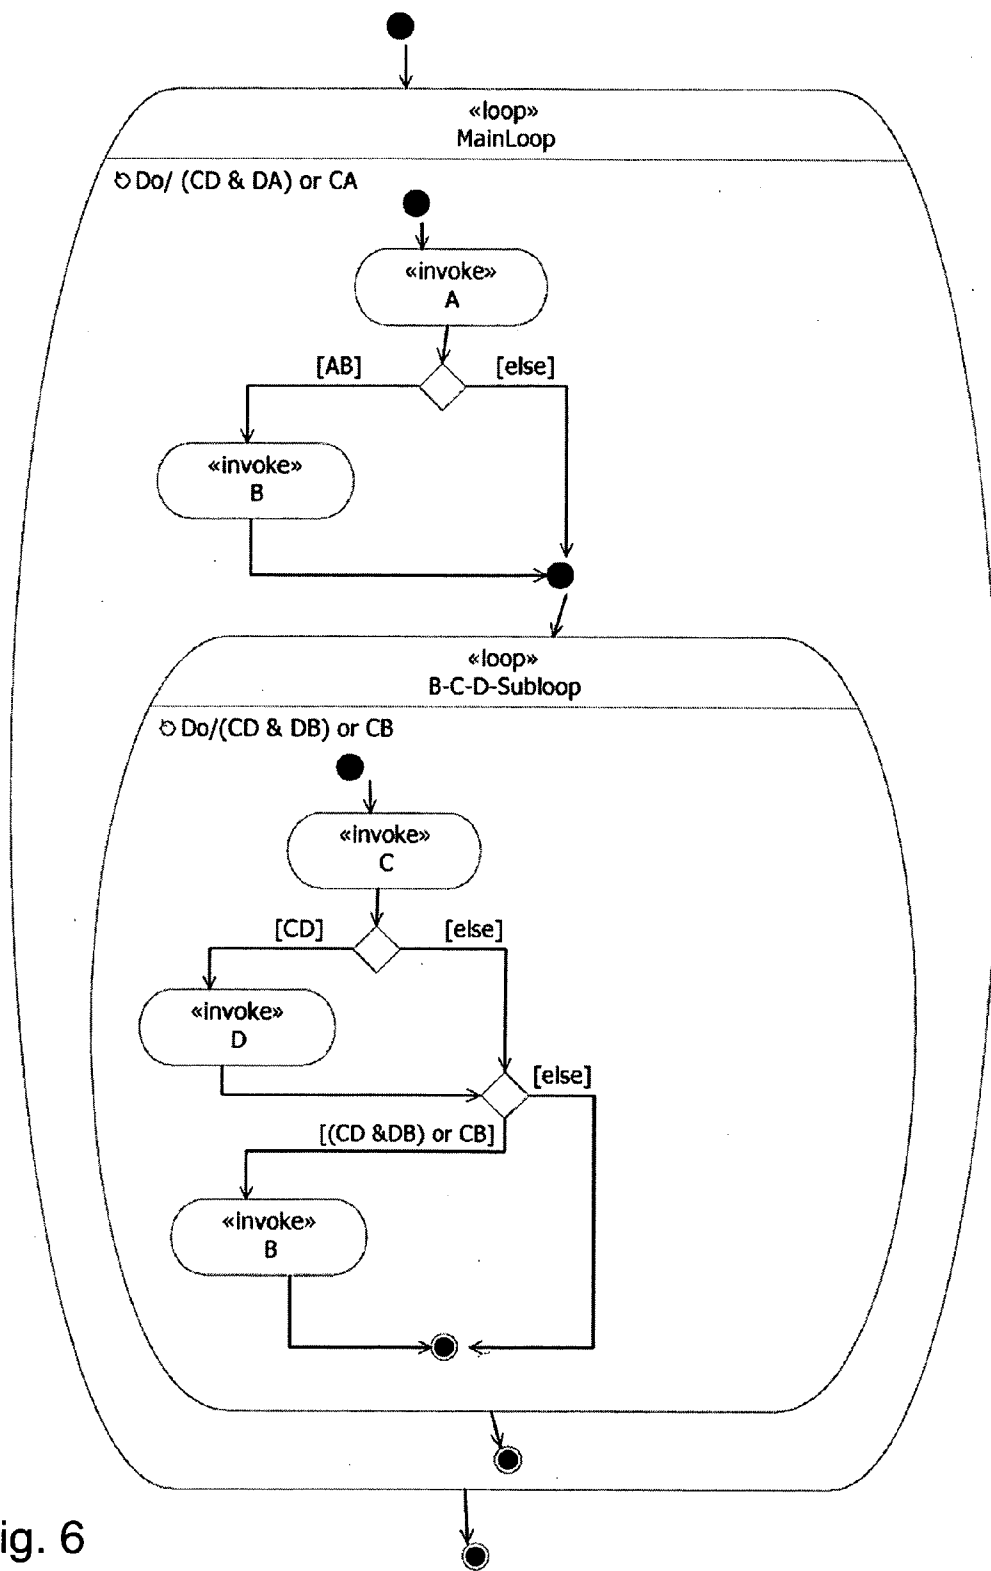 «loop»
MainLoop
Do/ (CD & DA) or CA
«invoke»
A
[AB]
[else]
«invoke»
B
«loop»
B-C-D-Subloop
Do/(CD & DB) or CB
«invoke»
C
[CD]
[else]
«invoke»
D
[else]
[(CD &DB) or CB]
«invoke»
B
ig. 6